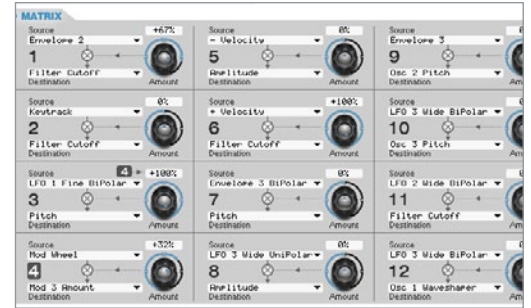 MATRIX
Source +67%
Envelope 2
1
Filter Cutoff
Destination Amount
Source 0%
- Velocity
5
Amplitude
Destination Amount
Source
Envelope 3
9
Osc 2 Pitch
Destination
Source 0%
Keytrack
2
Filter Cutoff
Destination Amount
Source +100%
+ Velocity
6
Filter Cutoff
Destination Amount
Source
LFO 3 Wide BiPolar
10
Osc 3 Pitch
Destination
Source 4 +100%
LFO 1 Fine BiPolar
3
Pitch
Destination Amount
Source 0%
Envelope 3 BiPolar
7
Pitch
Destination Amount
Source
LFO 2 Wide BiPolar
11
Filter Cutoff
Destination
Source +32%
Mod Wheel
4
Mod 3 Amount
Destination Amount
Source 0%
LFO 3 Wide UniPolar
8
Amplitude
Destination Amount
Source
LFO 3 Wide BiPolar
12
Osc 1 Waveshaper
Destination